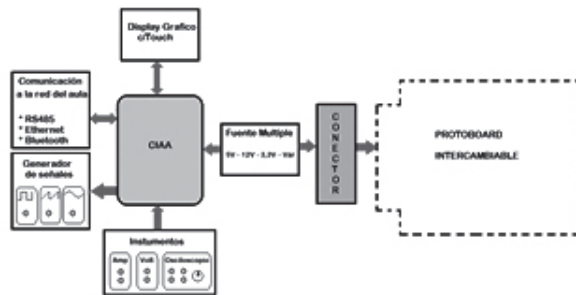 Display Grafico
c/Touch
Comunicación
a la red del aula
* RS485
* Ethernet
* Bluetooth
CIAA
Fuente Multiple
5V - 12V - 3,3V - Var
CONECTOR
PROTOBOARD
INTERCAMBIABLE
Generador
de señales
Instumentos
Amp
Volt
Osciloscopio